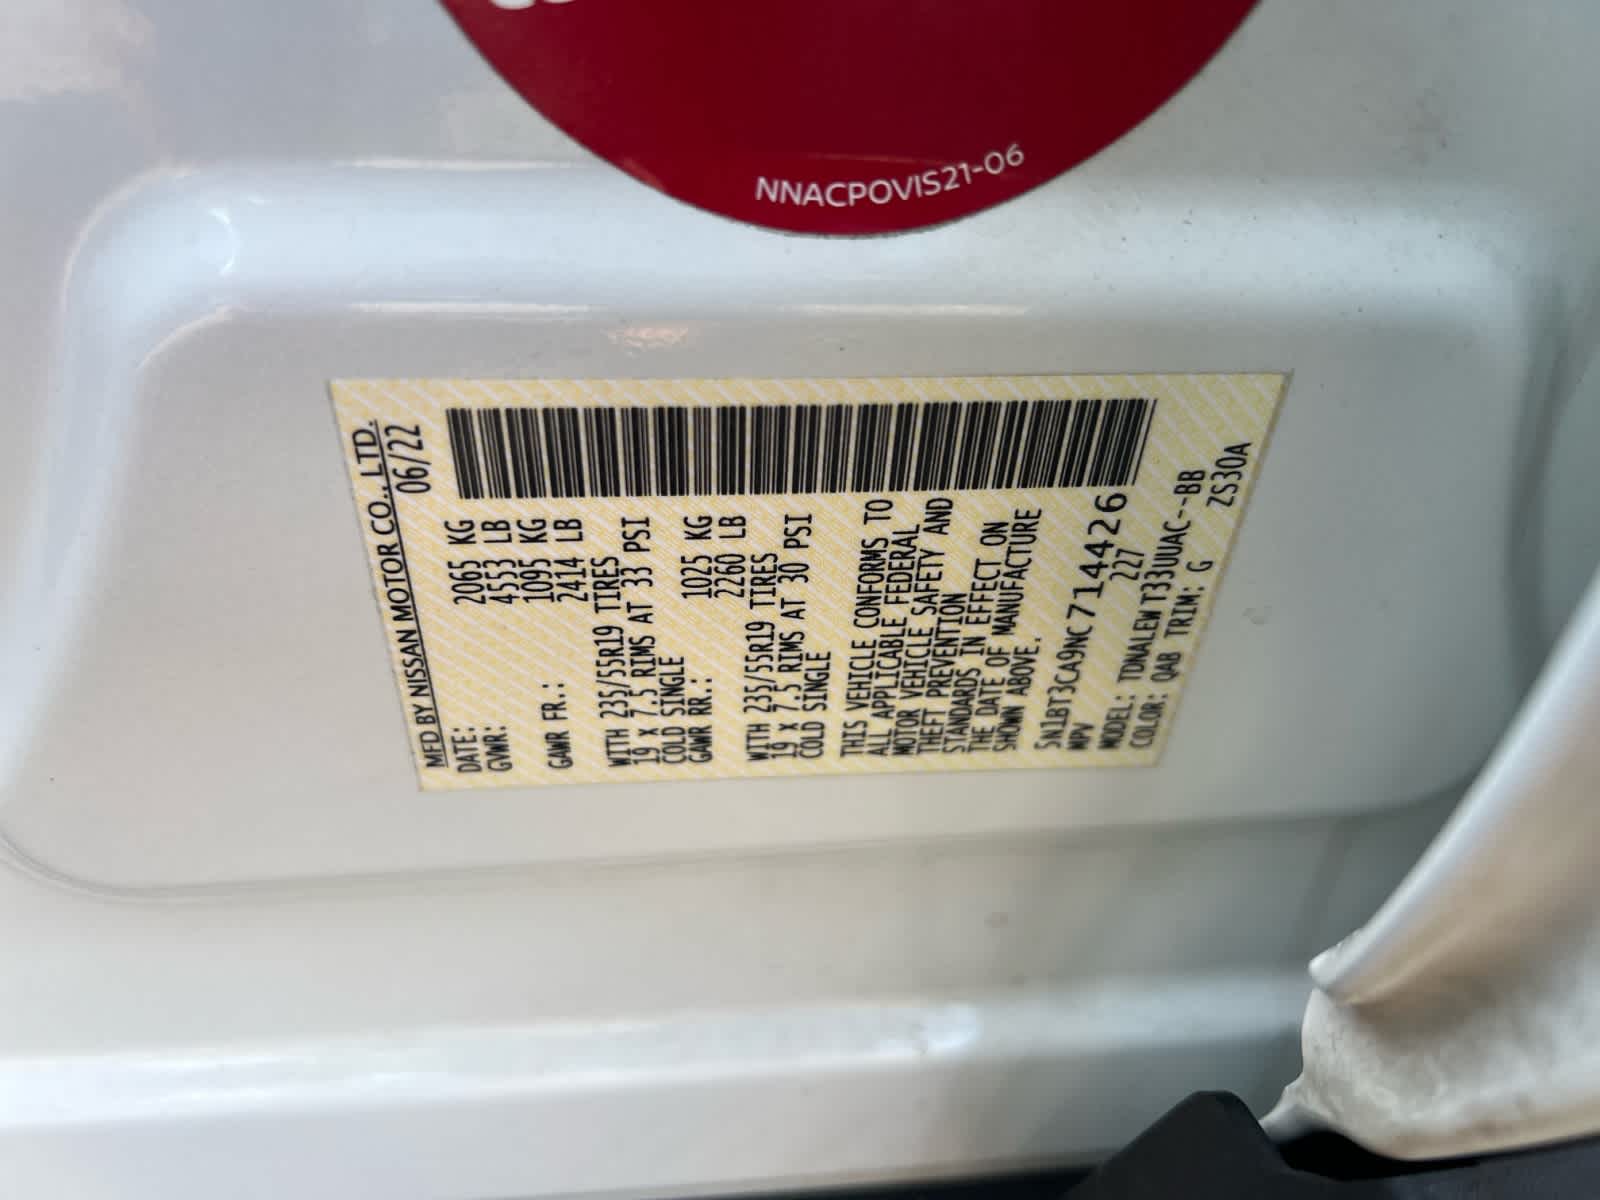 NNACPOVIS21-06
MFD BY NISSAN MOTOR CO., LTD.
DATE: 06/22
GVWR: 2065 KG
4553 LB
GAWR FR.: 1095 KG
2414 LB
WITH 235/55R19 TIRES
19 X 7.5 RIMS AT 33 PSI
COLD SINGLE
GAWR RR.: 1025 KG
2260 LB
WITH 235/55R19 TIRES
19 X 7.5 RIMS AT 30 PSI
COLD SINGLE
THIS VEHICLE CONFORMS TO
ALL APPLICABLE FEDERAL
MOTOR VEHICLE SAFETY AND
THEFT PREVENTION
STANDARDS IN EFFECT ON
THE DATE OF MANUFACTURE
SHOWN ABOVE.
5N1BT3CA9NC714426
MPV 227
MODEL: TDNALEWT33UUAC--BB
COLOR: QAB TRIM: G ZS30A